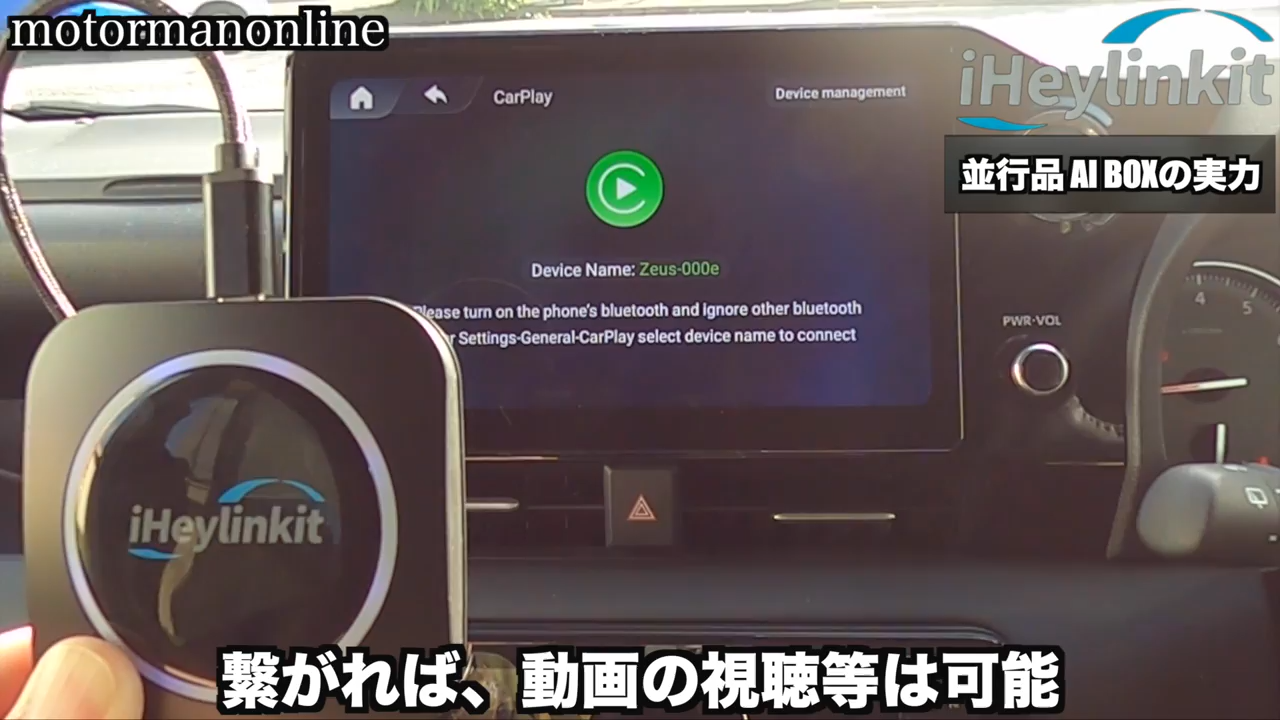 motormanonline
iHeylinkit
並行品 AI BOXの実力
CarPlay
Device management
Device Name: Zeus-000e
Please turn on the phone's bluetooth and ignore other bluetooth
Settings-General-CarPlay select device name to connect
PWR·VOL
4
5
iHeylinkit
繋がれば、動画の視聴等は可能